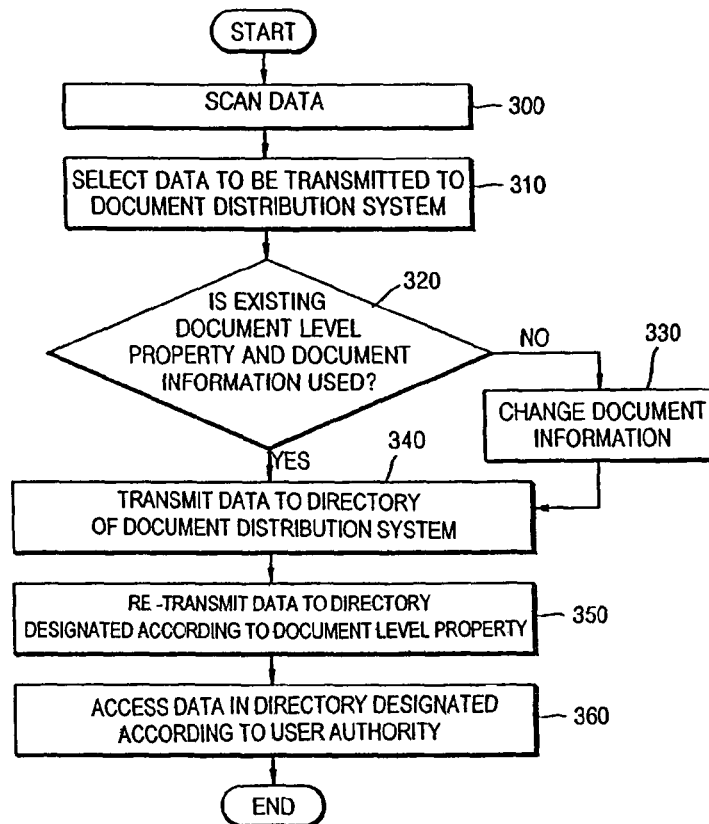 START
SCAN DATA
300
SELECT DATA TO BE TRANSMITTED TO
DOCUMENT DISTRIBUTION SYSTEM
310
320
IS EXISTING
DOCUMENT LEVEL
PROPERTY AND DOCUMENT
INFORMATION USED?
NO
330
CHANGE DOCUMENT
INFORMATION
YES
340
TRANSMIT DATA TO DIRECTORY
OF DOCUMENT DISTRIBUTION SYSTEM
RE-TRANSMIT DATA TO DIRECTORY
DESIGNATED ACCORDING TO DOCUMENT LEVEL PROPERTY
350
ACCESS DATA IN DIRECTORY DESIGNATED
ACCORDING TO USER AUTHORITY
360
END